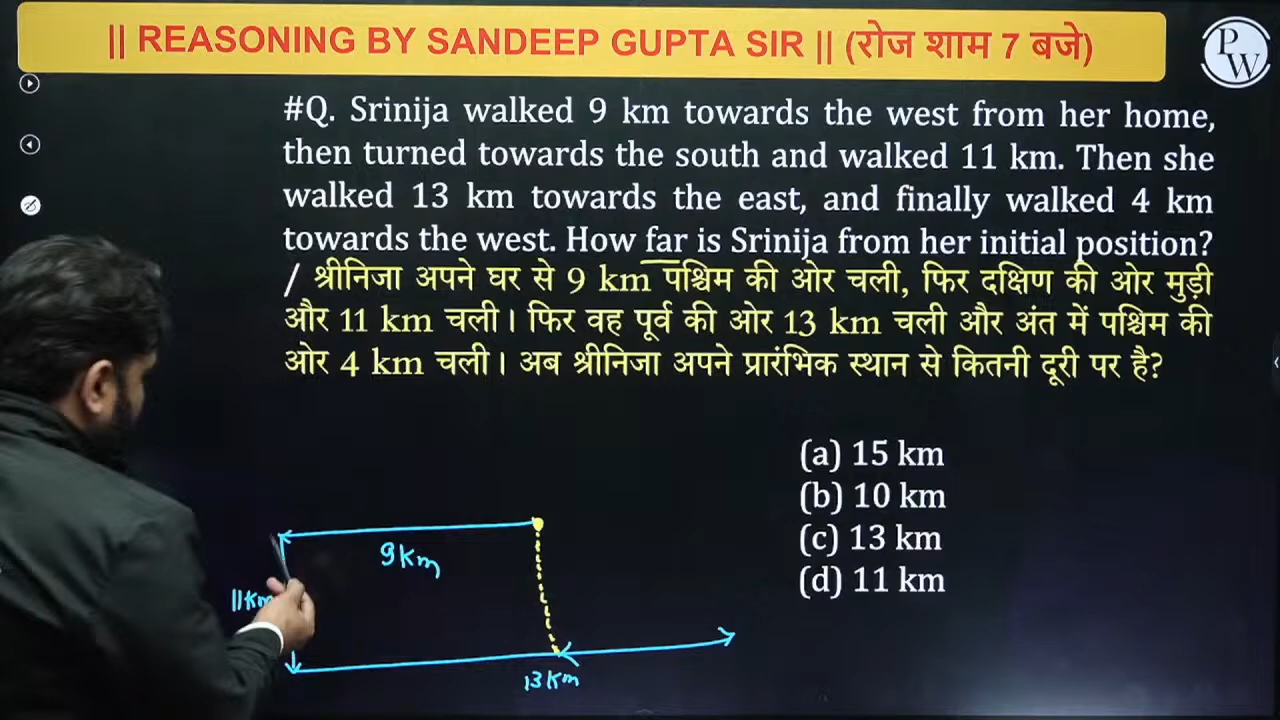 || REASONING BY SANDEEP GUPTA SIR || (रोज शाम 7 बजे)
PW
#Q. Srinija walked 9 km towards the west from her home,
then turned towards the south and walked 11 km. Then she
walked 13 km towards the east, and finally walked 4 km
towards the west. How far is Srinija from her initial position?
/ श्रीनिजा अपने घर से 9 km पश्चिम की ओर चली, फिर दक्षिण की ओर मुड़ी
और 11 km चली। फिर वह पूर्व की ओर 13 km चली और अंत में पश्चिम की
ओर 4 km चली। अब श्रीनिजा अपने प्रारंभिक स्थान से कितनी दूरी पर है?
(a) 15 km
(b) 10 km
(c) 13 km
(d) 11 km
9Km
11Km
13Km